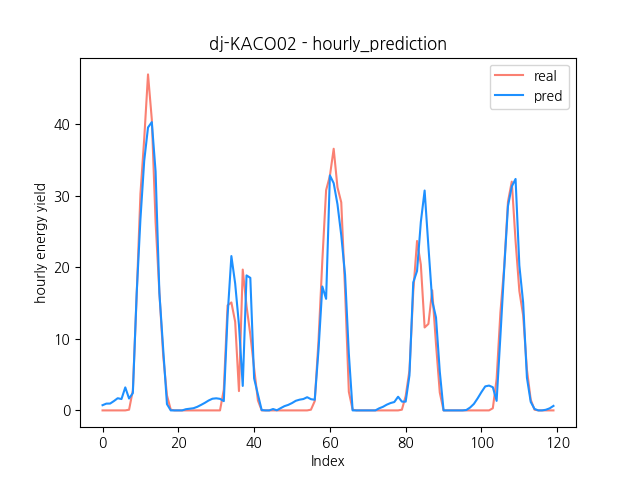 dj-KACO02 - hourly_prediction
real
pred
hourly energy yield
40
30
20
10
0
0 20 40 60 80 100 120
Index